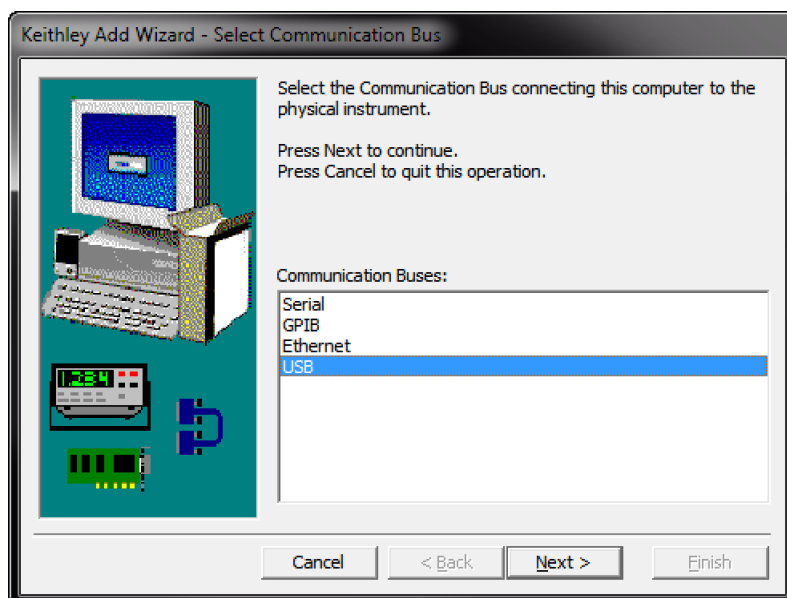 Keithley Add Wizard - Select Communication Bus
Select the Communication Bus connecting this computer to the
physical instrument.
Press Next to continue.
Press Cancel to quit this operation.
Communication Buses:
Serial
GPIB
Ethernet
USB
1.234
Cancel
< Back
Next >
Finish